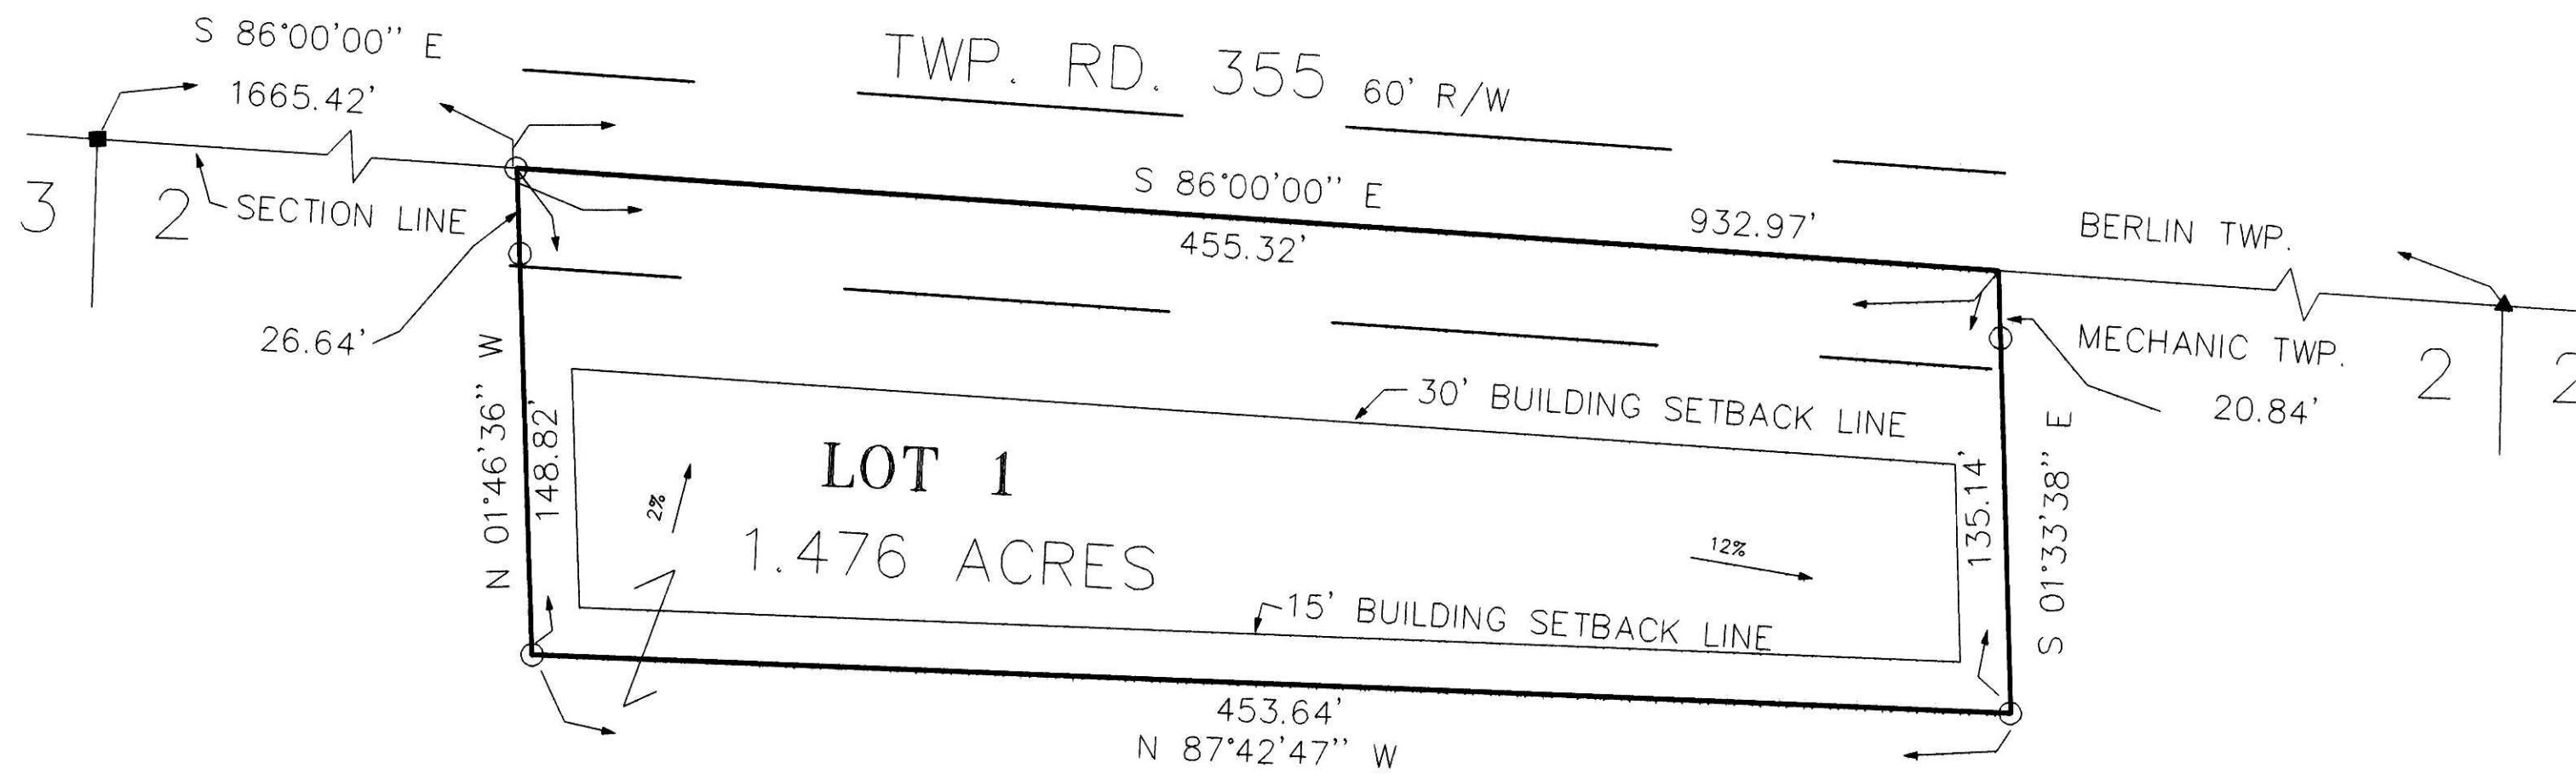 S 86°00'00'' E
1665.42'
TWP. RD. 355 60' R/W
3
2
SECTION LINE
S 86°00'00'' E
455.32'
932.97'
BERLIN TWP.
MECHANIC TWP.
2
2
26.64'
20.84'
N 01°46'36'' W
148.82'
30' BUILDING SETBACK LINE
LOT 1
1.476 ACRES
2%
12%
135.14'
S 01°33'38'' E
15' BUILDING SETBACK LINE
453.64'
N 87°42'47'' W